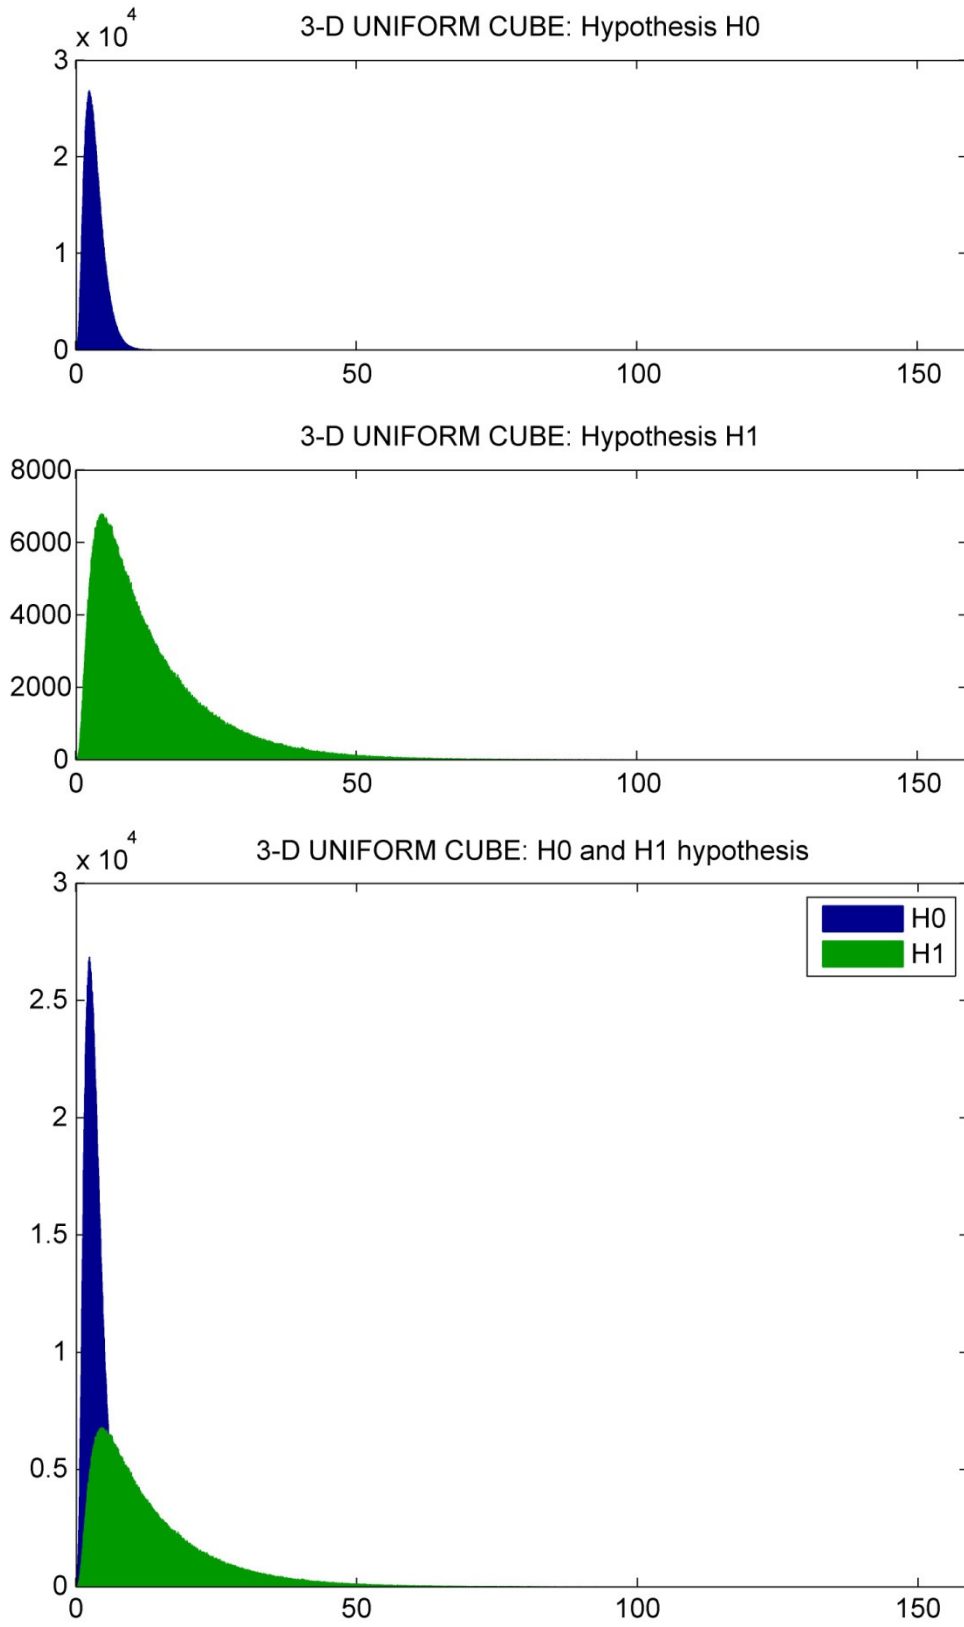 3-D UNIFORM CUBE: Hypothesis H0
x 10^4
3
2
1
0
0 50 100 150
3-D UNIFORM CUBE: Hypothesis H1
8000
6000
4000
2000
0
0 50 100 150
3-D UNIFORM CUBE: H0 and H1 hypothesis
x 10^4
3
H0
H1
2.5
2
1.5
1
0.5
0
0 50 100 150